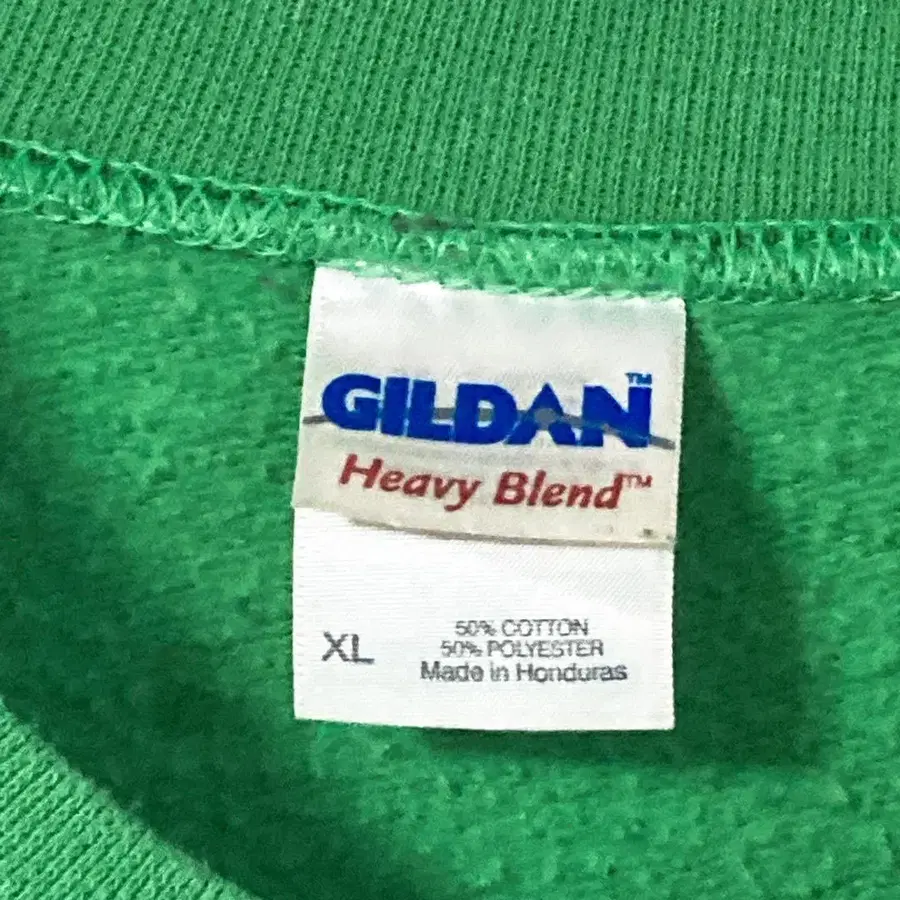 GILDAN™
Heavy Blend™
XL
50% COTTON
50% POLYESTER
Made in Honduras